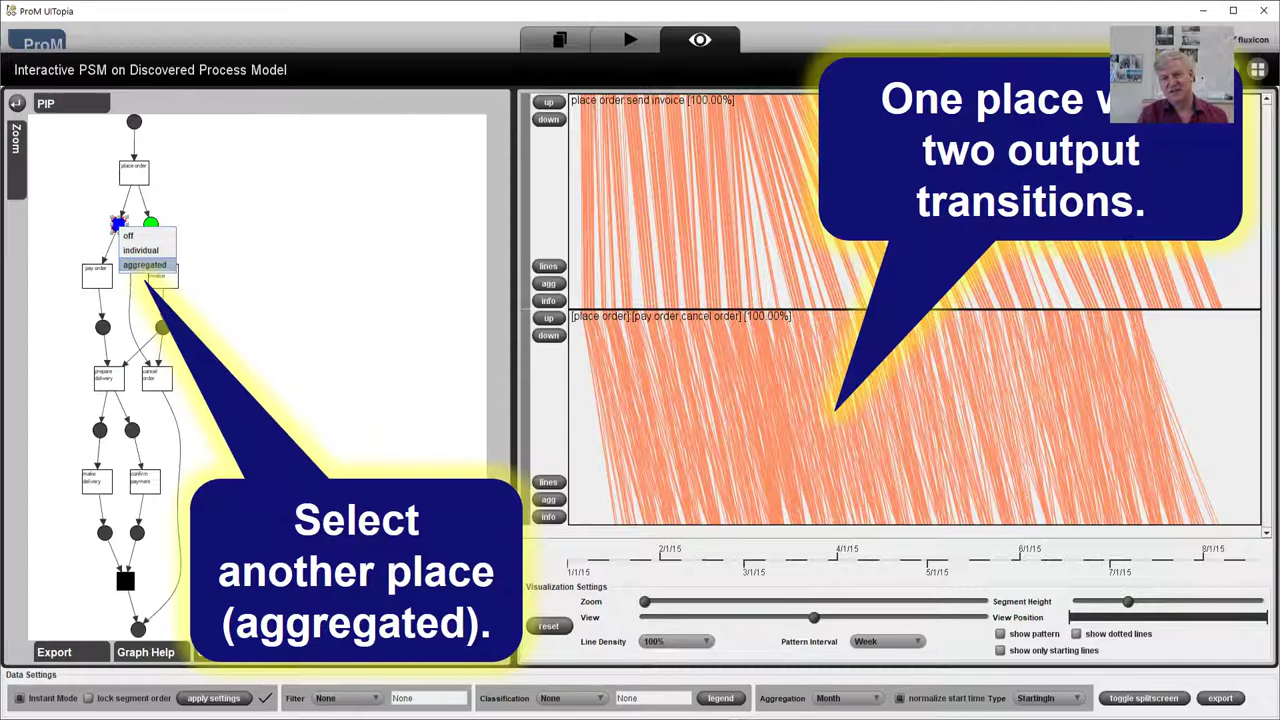 ProM UITopia
ProM
fluxicon
Interactive PSM on Discovered Process Model
PIP
Zoom
place order
off
individual
aggregated
pay order
invoice
prepare delivery
cancel order
make delivery
confirm payment
Export
Graph Help
Select
another place
(aggregated).
up
down
place order:send invoice [100.00%]
One place
two output
transitions.
lines
agg
info
up
down
[place order]:[pay order,cancel order] [100.00%]
lines
agg
info
2/1/15
4/1/15
6/1/15
8/1/15
1/1/15
3/1/15
5/1/15
7/1/15
Visualization Settings
Zoom
View
reset
Line Density
100%
Pattern Interval
Week
Segment Height
View Position
show pattern
show dotted lines
show only starting lines
Data Settings
Instant Mode
lock segment order
apply settings
Filter
None
None
Classification
None
None
legend
Aggregation
Month
normalize start time
Type
StartingIn
toggle splitscreen
export